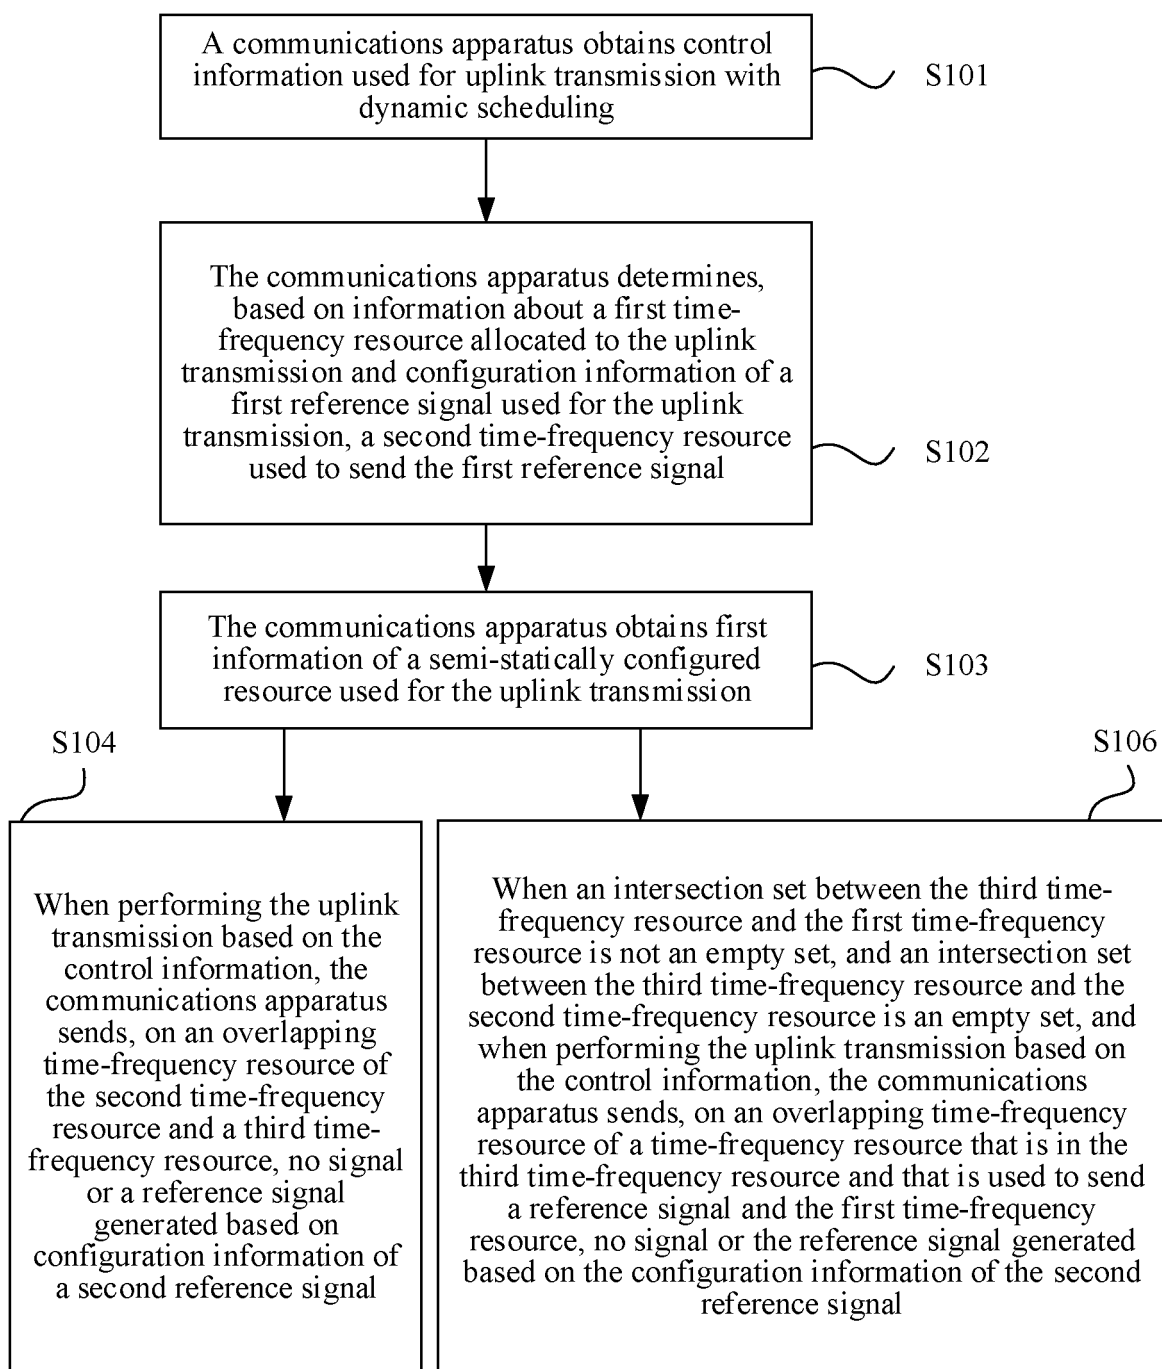 A communications apparatus obtains control
information used for uplink transmission with
dynamic scheduling
S101
The communications apparatus determines,
based on information about a first time-
frequency resource allocated to the uplink
transmission and configuration information of a
first reference signal used for the uplink
transmission, a second time-frequency resource
used to send the first reference signal
S102
The communications apparatus obtains first
information of a semi-statically configured
resource used for the uplink transmission
S103
S104
When performing the uplink
transmission based on the
control information, the
communications apparatus
sends, on an overlapping
time-frequency resource of
the second time-frequency
resource and a third time-
frequency resource, no signal
or a reference signal
generated based on
configuration information of
a second reference signal
S106
When an intersection set between the third time-
frequency resource and the first time-frequency
resource is not an empty set, and an intersection set
between the third time-frequency resource and the
second time-frequency resource is an empty set, and
when performing the uplink transmission based on
the control information, the communications
apparatus sends, on an overlapping time-frequency
resource of a time-frequency resource that is in the
third time-frequency resource and that is used to send
a reference signal and the first time-frequency
resource, no signal or the reference signal generated
based on the configuration information of the second
reference signal